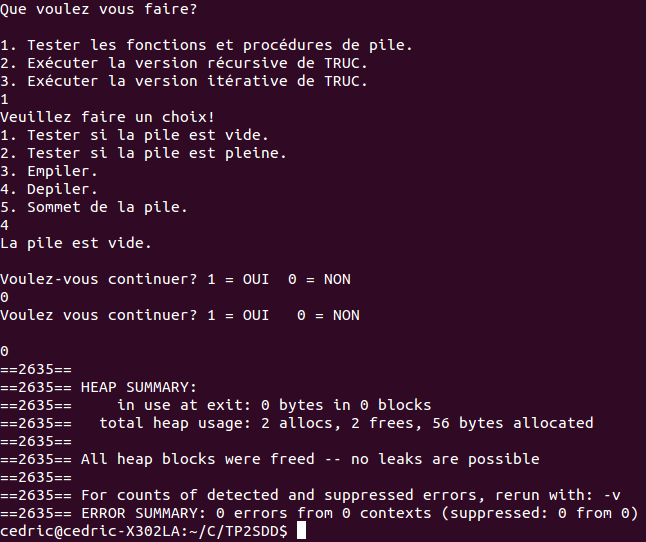 Que voulez vous faire?
1. Tester les fonctions et procédures de pile.
2. Exécuter la version récursive de TRUC.
3. Exécuter la version itérative de TRUC.
1
Veuillez faire un choix!
1. Tester si la pile est vide.
2. Tester si la pile est pleine.
3. Empiler.
4. Depiler.
5. Sommet de la pile.
4
La pile est vide.
Voulez-vous continuer? 1 = OUI  0 = NON
0
Voulez vous continuer? 1 = OUI   0 = NON
0
==2635==
==2635== HEAP SUMMARY:
==2635==     in use at exit: 0 bytes in 0 blocks
==2635==   total heap usage: 2 allocs, 2 frees, 56 bytes allocated
==2635==
==2635== All heap blocks were freed -- no leaks are possible
==2635==
==2635== For counts of detected and suppressed errors, rerun with: -v
==2635== ERROR SUMMARY: 0 errors from 0 contexts (suppressed: 0 from 0)
cedric@cedric-X302LA:~/C/TP2SDD$